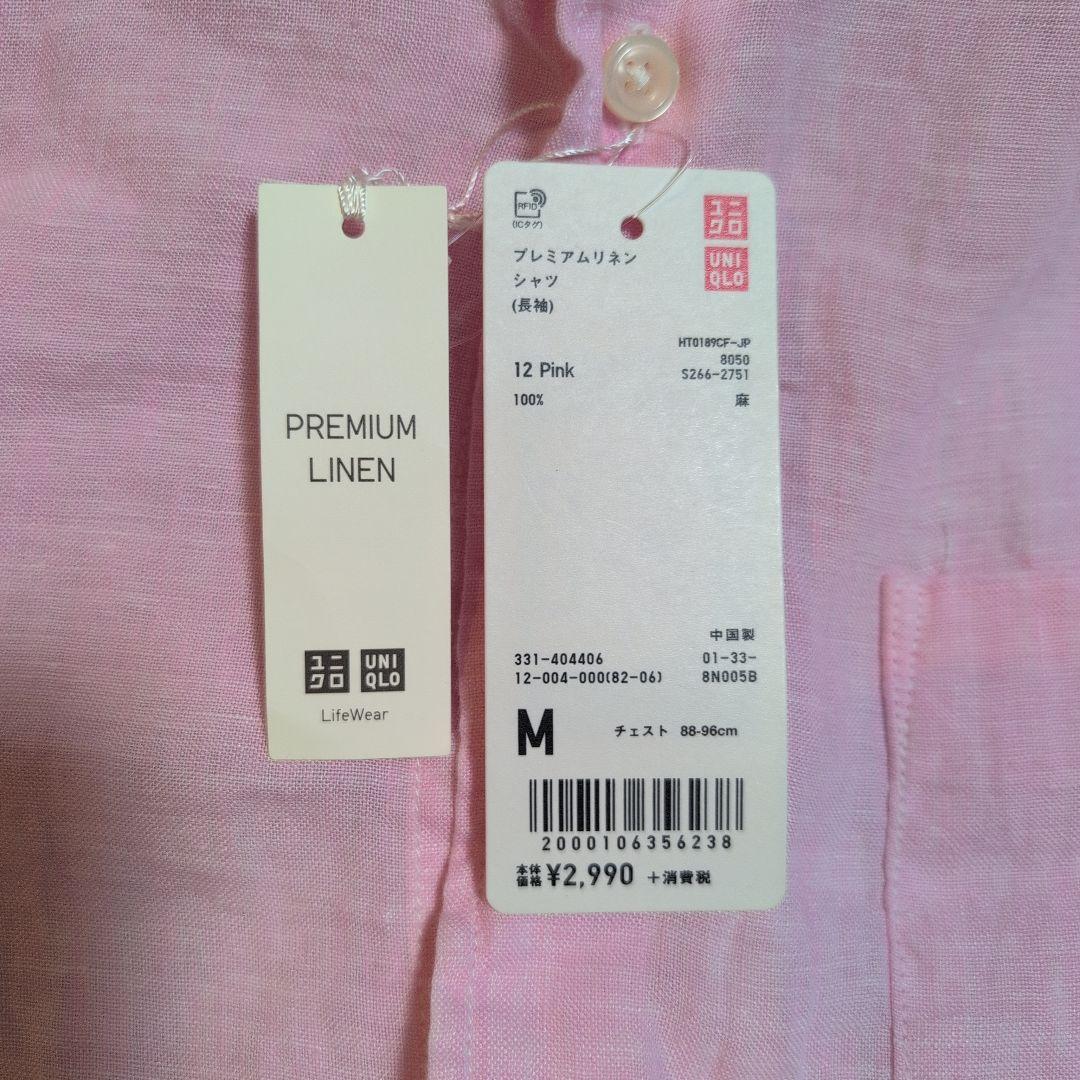 PREMIUM
LINEN
ユニ
クロ
UNI
QLO
LifeWear
RFID
(ICタグ)
ユニ
クロ
UNI
QLO
プレミアムリネン
シャツ
(長袖)
HT0189CF-JP
8050
S266-2751
12 Pink
100% 麻
中国製
331-404406 01-33-
12-004-000(82-06) 8N005B
M チェスト 88-96cm
2000106356238
本体価格 ¥2,990 +消費税